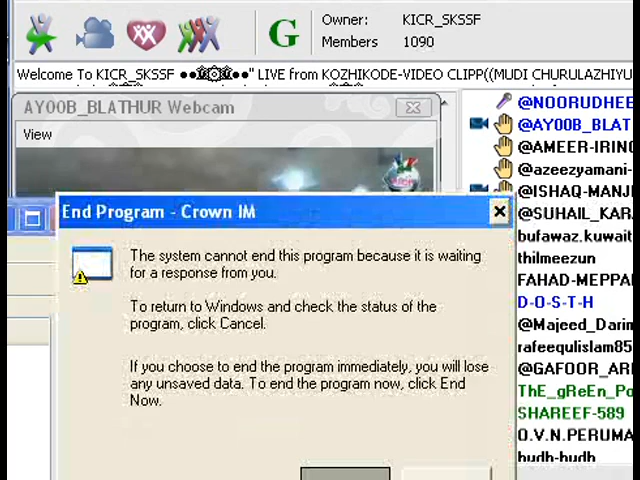 Owner: KICR_SKSSF
G
Members 1090
Welcome To KICR_SKSSF ●●۞●●" LIVE from KOZHIKODE-VIDEO CLIPP((MUDI CHURULAZHIYU
AY00B_BLATHUR Webcam
View
@NOORUDHEE
@AY00B_BLAT
@AMEER-IRING
@azeezyamani-
@ISHAQ-MANJ
@SUHAIL_KAR
bufawaz.kuwait
thilmeezun
FAHAD-MEPPA
D-O-S-T-H
@Majeed_Darim
rafeequlislam85
@GAFOOR_ARI
ThE_gReEn_Po
SHAREEF-589
O.V.N.PERUMA
hudh-hudh
End Program - Crown IM
The system cannot end this program because it is waiting
for a response from you.
To return to Windows and check the status of the
program, click Cancel.
If you choose to end the program immediately, you will lose
any unsaved data. To end the program now, click End
Now.